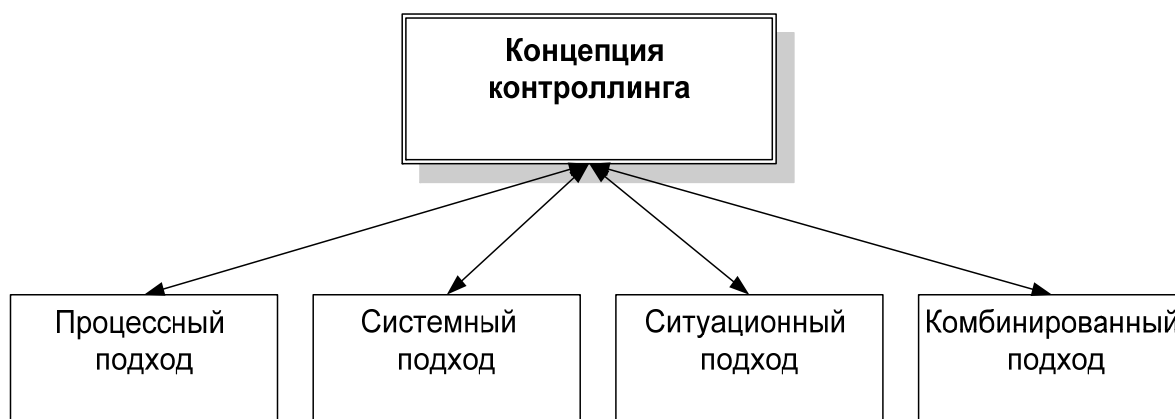 Концепция
контроллинга
Процессный
подход
Системный
подход
Ситуационный
подход
Комбинированный
подход